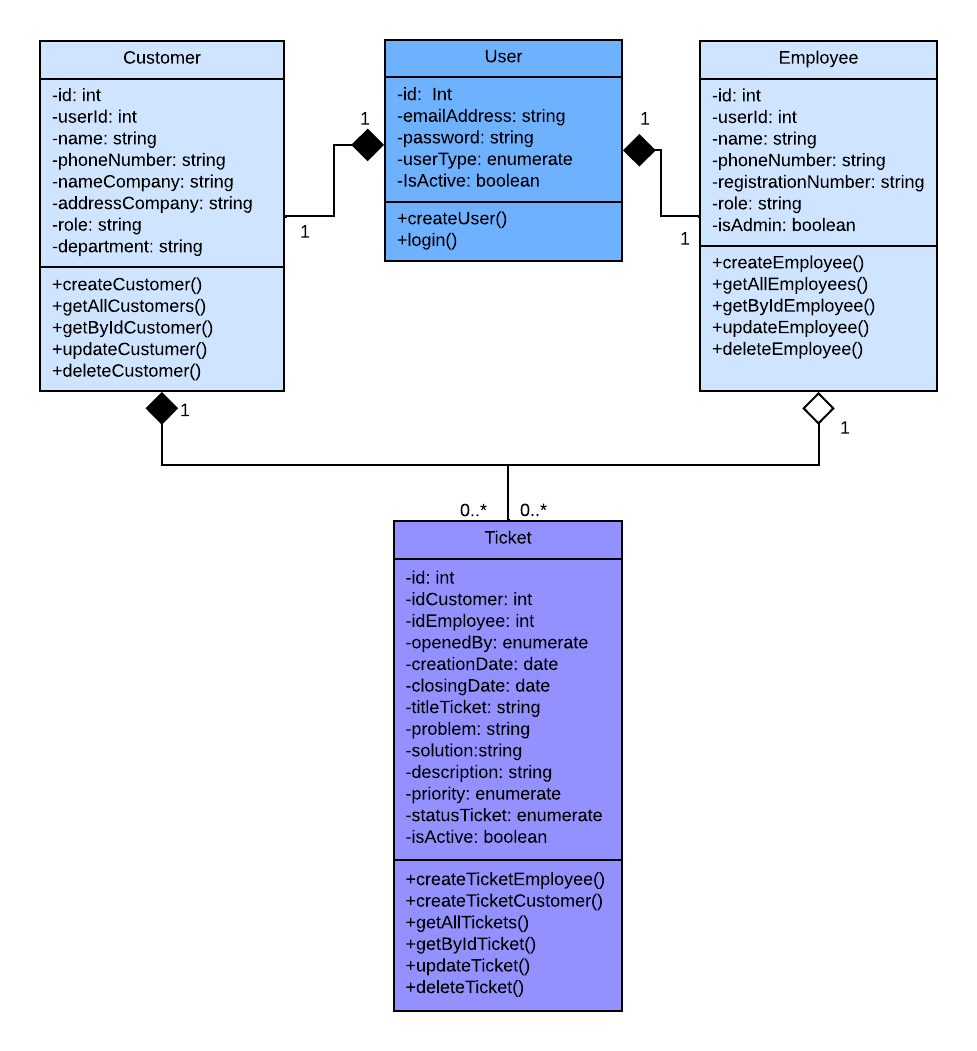 Customer
-id: int
-userId: int
-name: string
-phoneNumber: string
-nameCompany: string
-addressCompany: string
-role: string
-department: string
+createCustomer()
+getAllCustomers()
+getByIdCustomer()
+updateCustumer()
+deleteCustomer()
1
1
User
-id:  Int
-emailAddress: string
-password: string
-userType: enumerate
-IsActive: boolean
+createUser()
+login()
1
1
Employee
-id: int
-userId: int
-name: string
-phoneNumber: string
-registrationNumber: string
-role: string
-isAdmin: boolean
+createEmployee()
+getAllEmployees()
+getByIdEmployee()
+updateEmployee()
+deleteEmployee()
1
1
0..*
0..*
Ticket
-id: int
-idCustomer: int
-idEmployee: int
-openedBy: enumerate
-creationDate: date
-closingDate: date
-titleTicket: string
-problem: string
-solution:string
-description: string
-priority: enumerate
-statusTicket: enumerate
-isActive: boolean
+createTicketEmployee()
+createTicketCustomer()
+getAllTickets()
+getByIdTicket()
+updateTicket()
+deleteTicket()